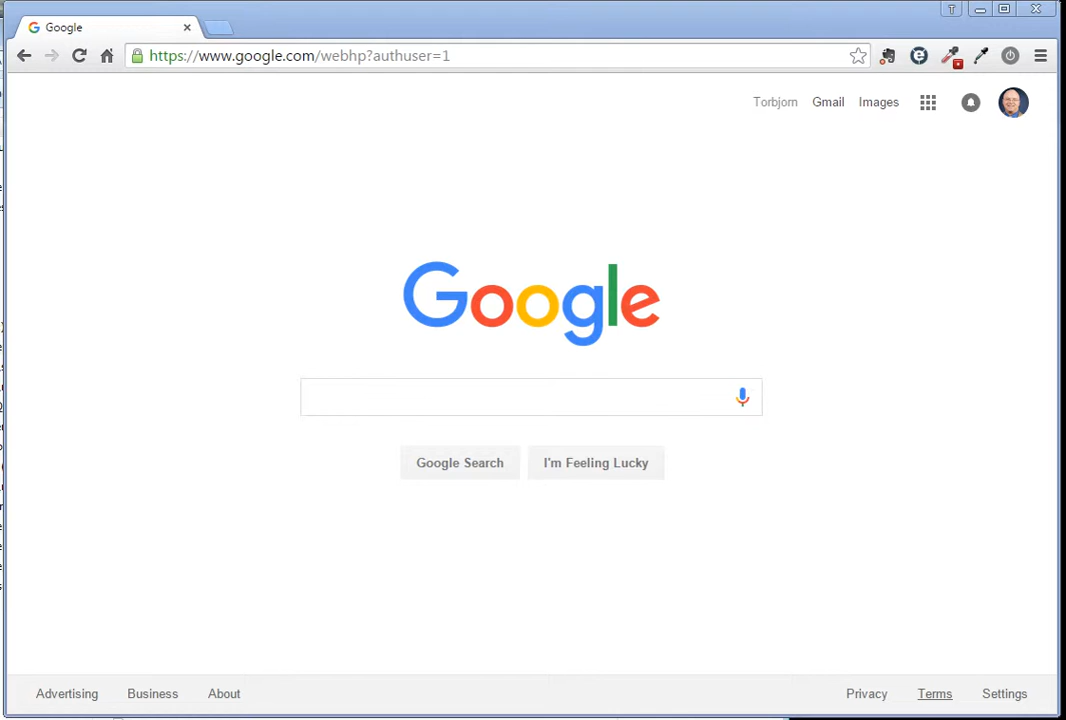 Google
https://www.google.com/webhp?authuser=1
Torbjorn Gmail Images
Google
Google Search I'm Feeling Lucky
Advertising Business About Privacy Terms Settings